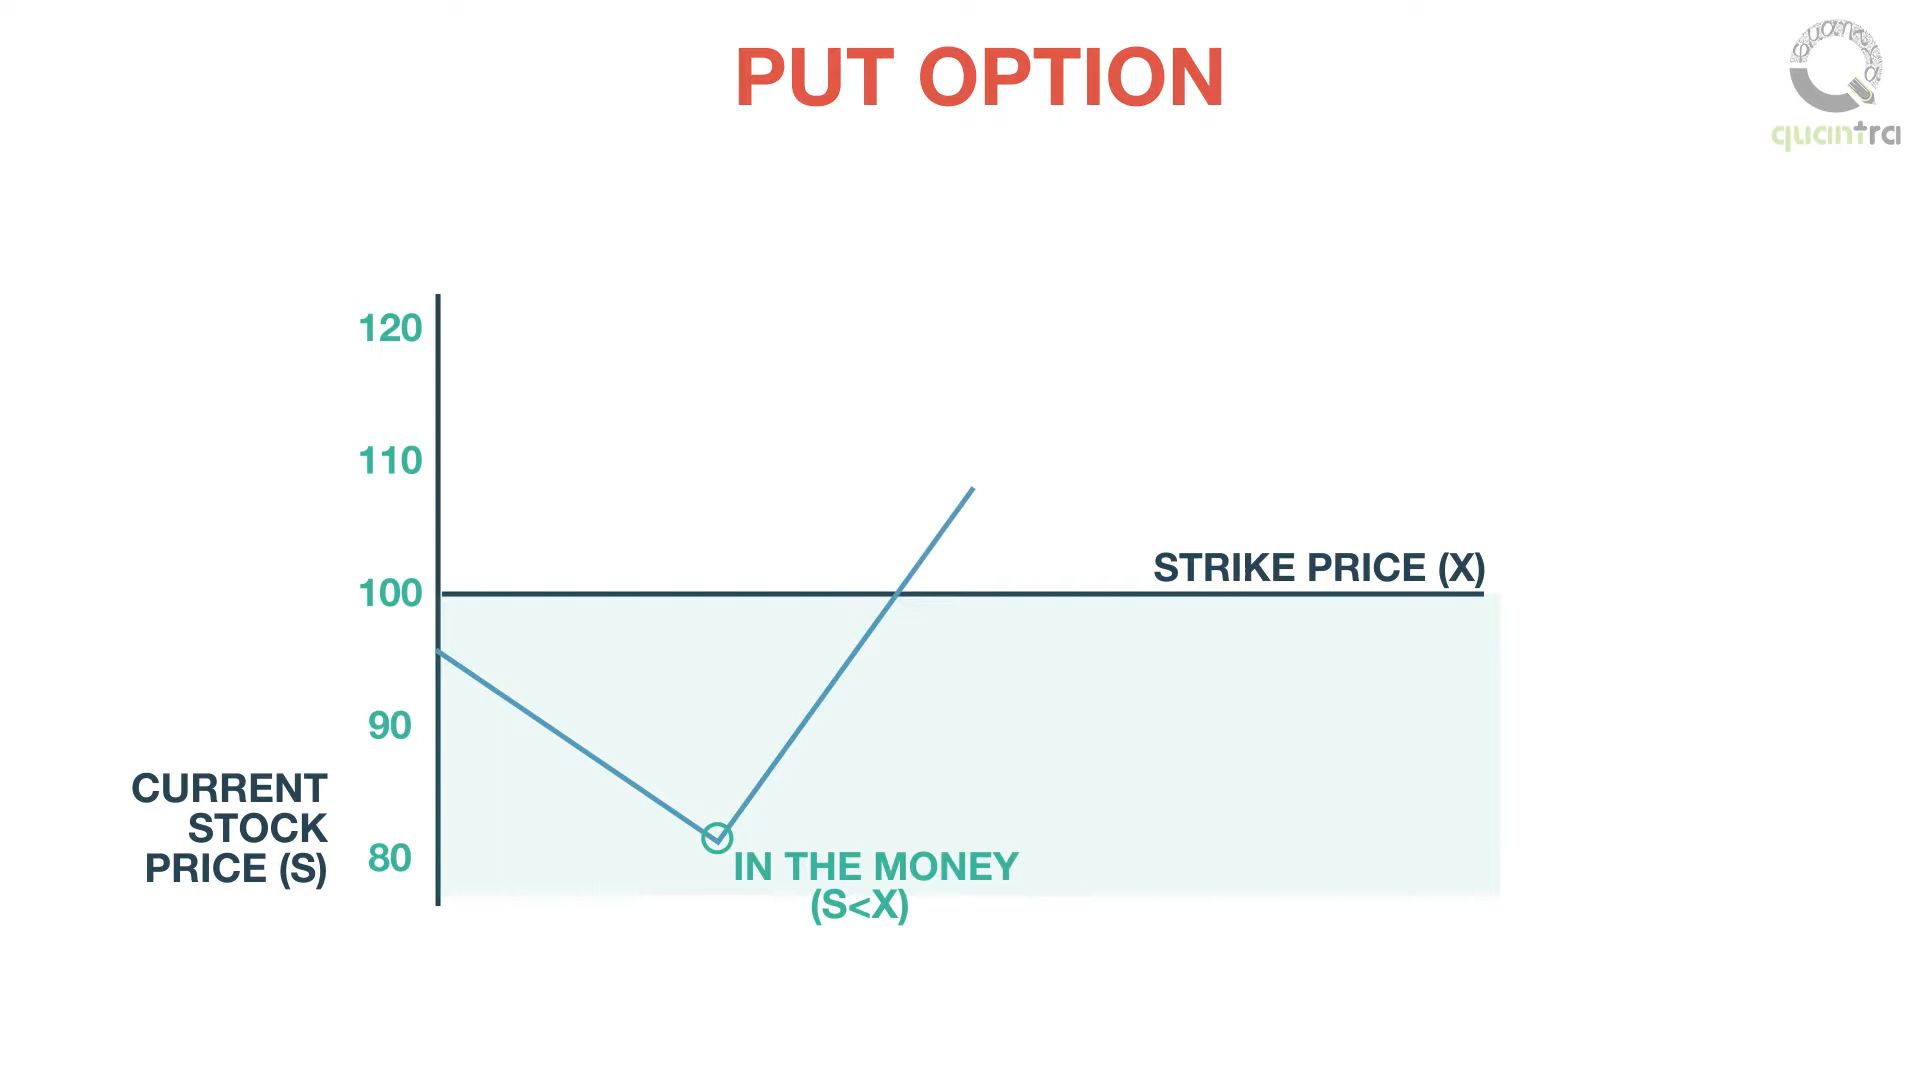 PUT OPTION
quantra
120
110
100
90
80
STRIKE PRICE (X)
CURRENT
STOCK
PRICE (S)
IN THE MONEY
(S<X)